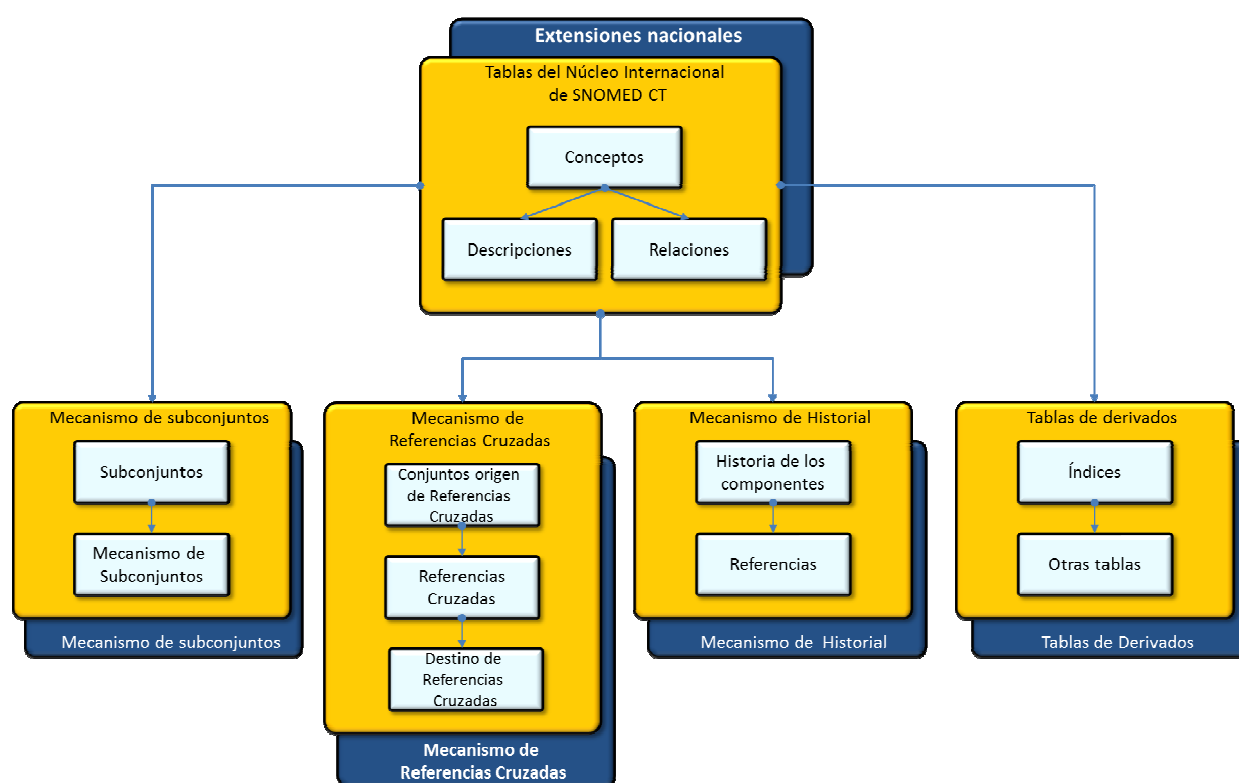 Extensiones nacionales
Tablas del Núcleo Internacional
de SNOMED CT
Conceptos
Descripciones
Relaciones
Mecanismo de subconjuntos
Subconjuntos
Mecanismo de
Subconjuntos
Mecanismo de subconjuntos
Mecanismo de
Referencias Cruzadas
Conjuntos origen
de Referencias
Cruzadas
Referencias
Cruzadas
Destino de
Referencias
Cruzadas
Mecanismo de
Referencias Cruzadas
Mecanismo de Historial
Historia de los
componentes
Referencias
Mecanismo de Historial
Tablas de derivados
Índices
Otras tablas
Tablas de Derivados